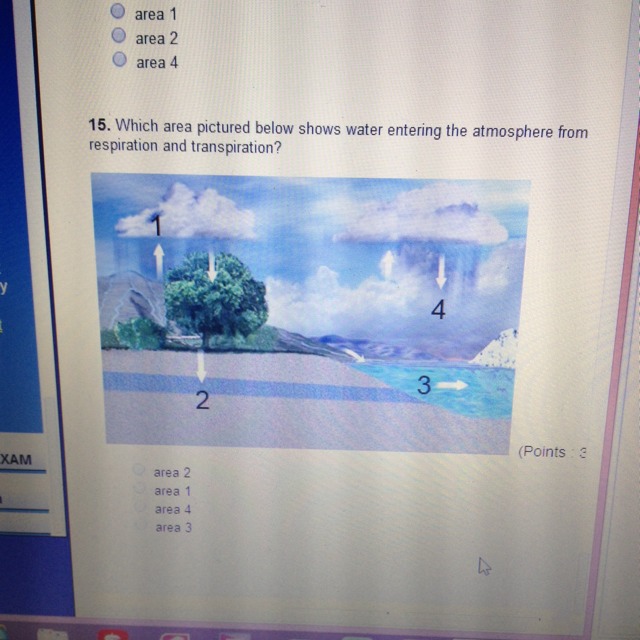 area 1
area 2
area 4
15. Which area pictured below shows water entering the atmosphere from
respiration and transpiration?
1
4
3
2
(Points : 3
area 2
area 1
area 4
area 3
XAM